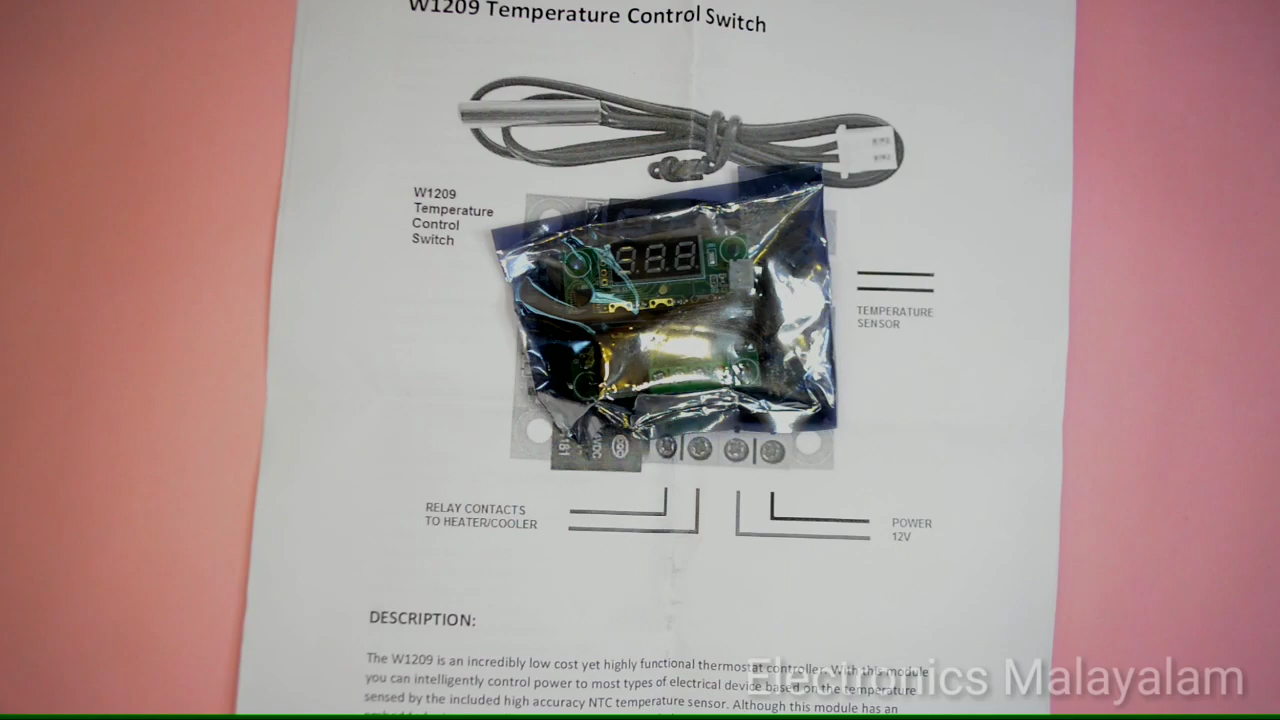 W1209 Temperature Control Switch
W1209
Temperature
Control
Switch
TEMPERATURE
SENSOR
RELAY CONTACTS
TO HEATER/COOLER
POWER
12V
DESCRIPTION:
The W1209 is an incredibly low cost yet highly functional thermostat controller. With this module
you can intelligently control power to most types of electrical device based on the temperature
sensed by the included high accuracy NTC temperature sensor. Although this module has an
Electronics Malayalam